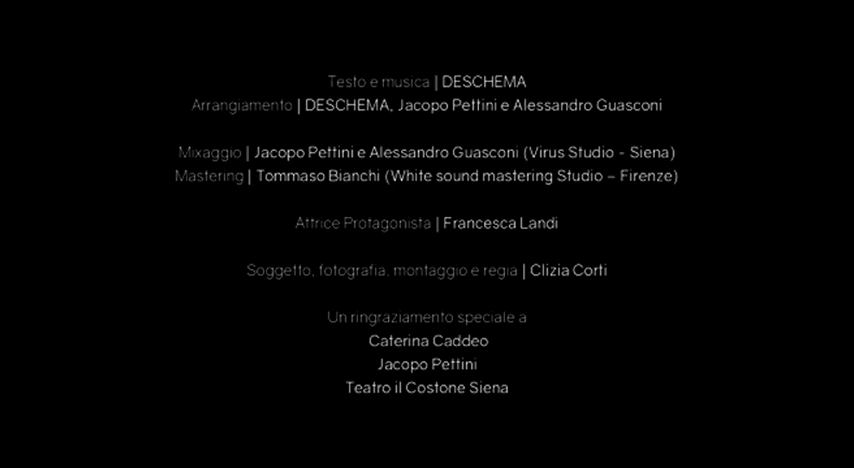 Testo e musica | DESCHEMA
Arrangiamento | DESCHEMA, Jacopo Pettini e Alessandro Guasconi
Mixaggio | Jacopo Pettini e Alessandro Guasconi (Virus Studio - Siena)
Mastering | Tommaso Bianchi (White sound mastering Studio – Firenze)
Attrice Protagonista | Francesca Landi
Soggetto, fotografia, montaggio e regia | Clizia Corti
Un ringraziamento speciale a
Caterina Caddeo
Jacopo Pettini
Teatro il Costone Siena